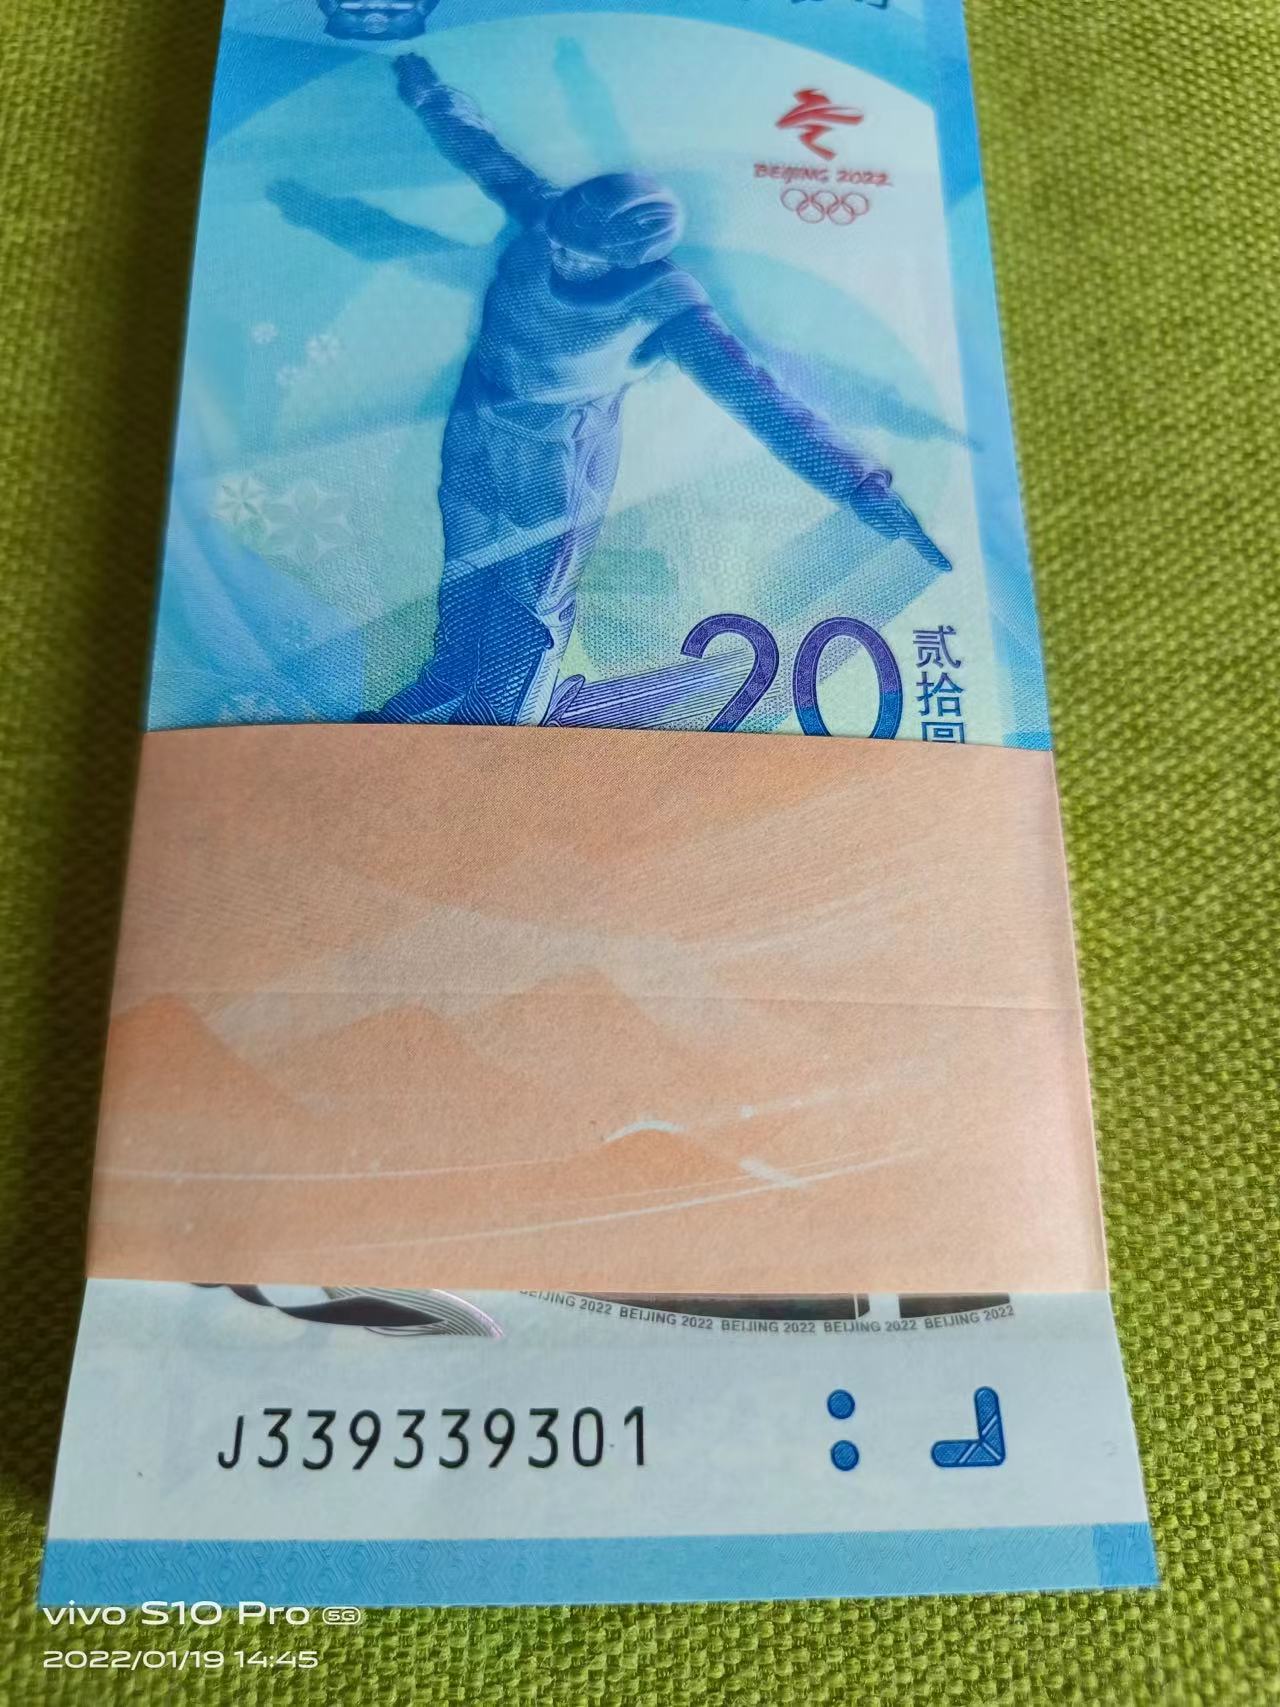 BEIJING 2022
20
贰拾圆
BEIJING 2022 BEIJING 2022 BEIJING 2022 BEIJING 2022 BEIJING 2022
J339339301
vivo S10 Pro 5G
2022/01/19 14:45